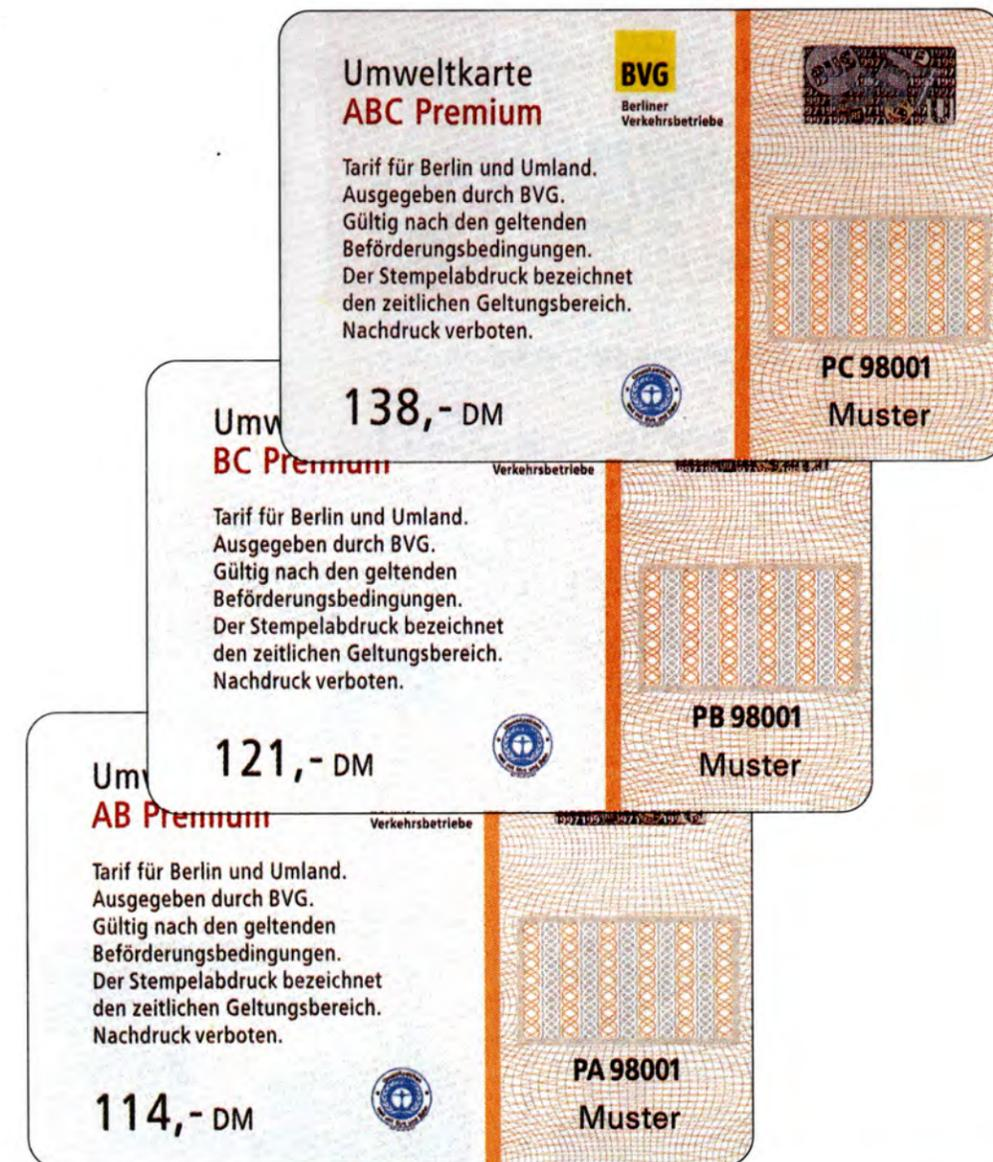 Umweltkarte
ABC Premium
BVG
Berliner
Verkehrsbetriebe
Tarif für Berlin und Umland.
Ausgegeben durch BVG.
Gültig nach den geltenden
Beförderungsbedingungen.
Der Stempelabdruck bezeichnet
den zeitlichen Geltungsbereich.
Nachdruck verboten.
138,- DM
PC 98001
Muster
Umw
BC Premium
Verkehrsbetriebe
Tarif für Berlin und Umland.
Ausgegeben durch BVG.
Gültig nach den geltenden
Beförderungsbedingungen.
Der Stempelabdruck bezeichnet
den zeitlichen Geltungsbereich.
Nachdruck verboten.
121,- DM
PB 98001
Muster
Umw
AB Premium
Verkehrsbetriebe
Tarif für Berlin und Umland.
Ausgegeben durch BVG.
Gültig nach den geltenden
Beförderungsbedingungen.
Der Stempelabdruck bezeichnet
den zeitlichen Geltungsbereich.
Nachdruck verboten.
114,- DM
PA 98001
Muster